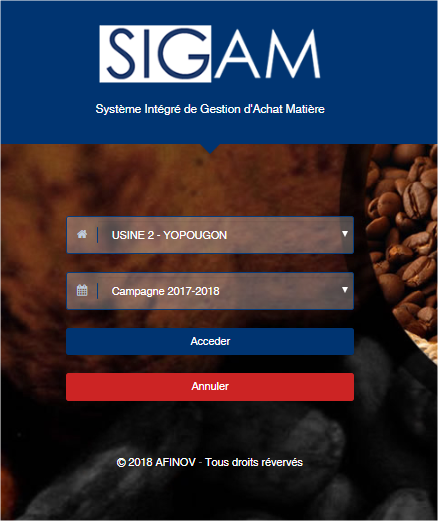 SIGAM
Système Intégré de Gestion d'Achat Matière
USINE 2 - YOPOUGON
Campagne 2017-2018
Acceder
Annuler
© 2018 AFINOV - Tous droits révervés